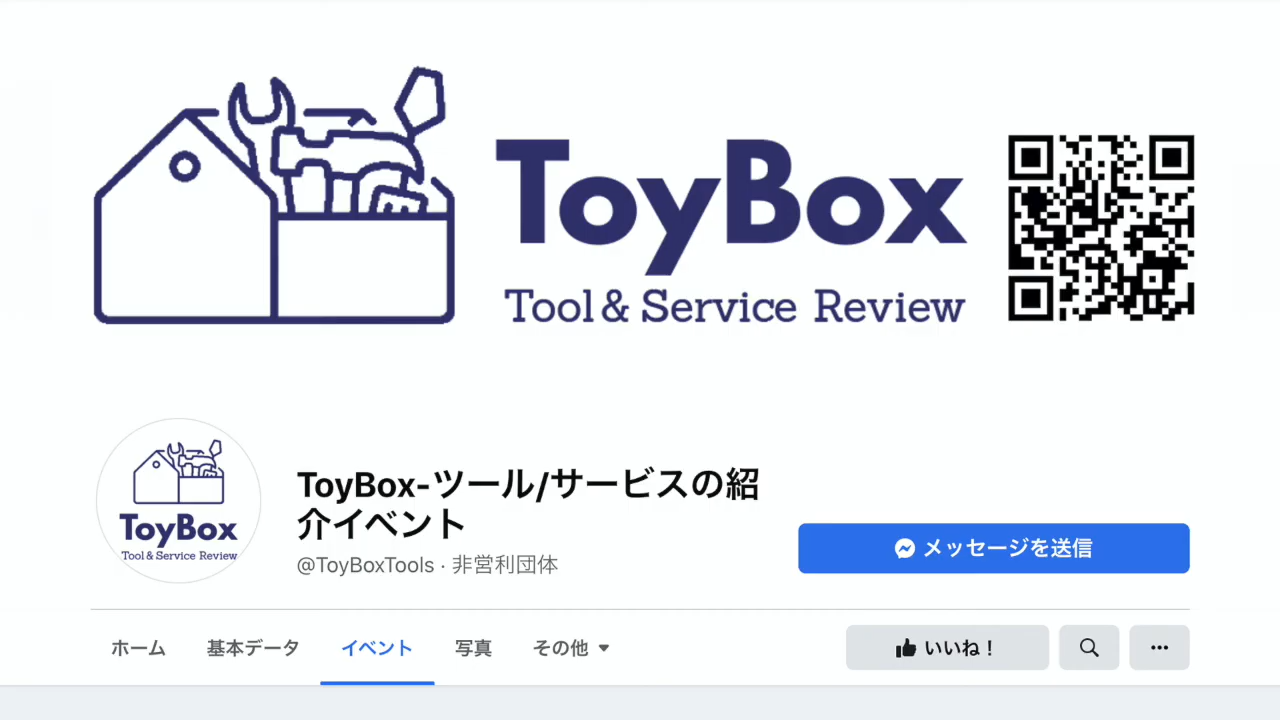 ToyBox
Tool & Service Review
ToyBox
Tool & Service Review
ToyBox-ツール/サービスの紹
介イベント
@ToyBoxTools · 非営利団体
メッセージを送信
ホーム 基本データ イベント 写真 その他
いいね！